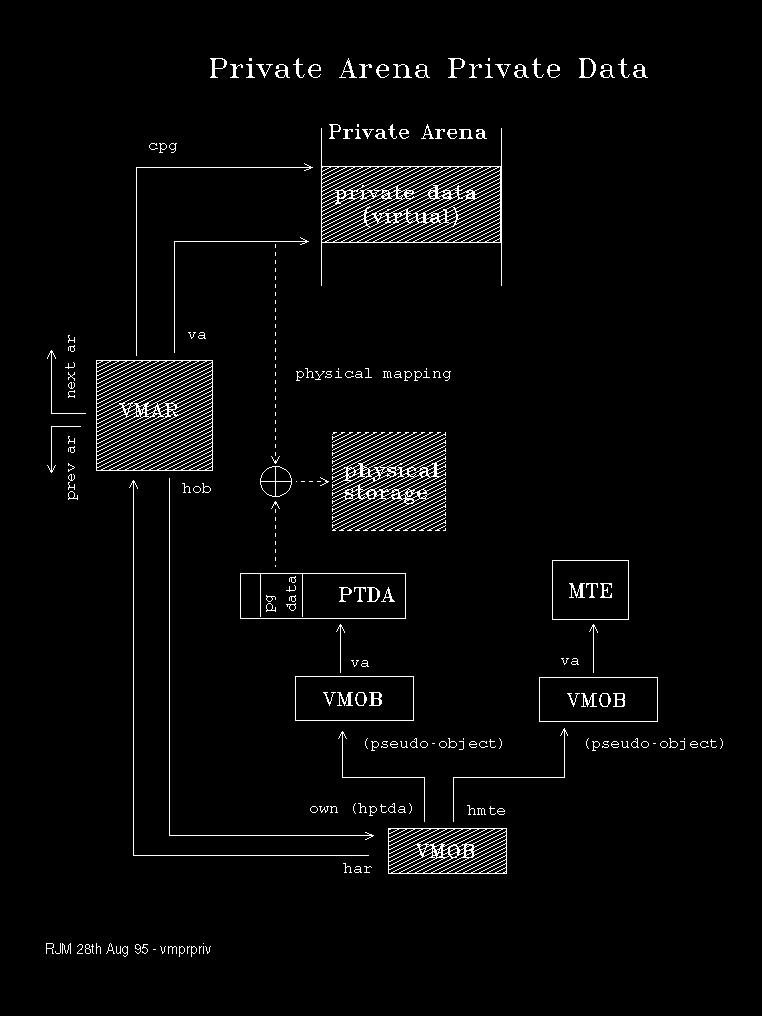 Private Arena Private Data
Private Arena
cpg
private data
(virtual)
va
next ar
physical mapping
VMAR
prev ar
physical
storage
hob
pg
data
PTDA
MTE
va
va
VMOB
VMOB
(pseudo-object)
(pseudo-object)
own (hptda)
hmte
VMOB
har
RJM 28th Aug 95 - vmprpriv